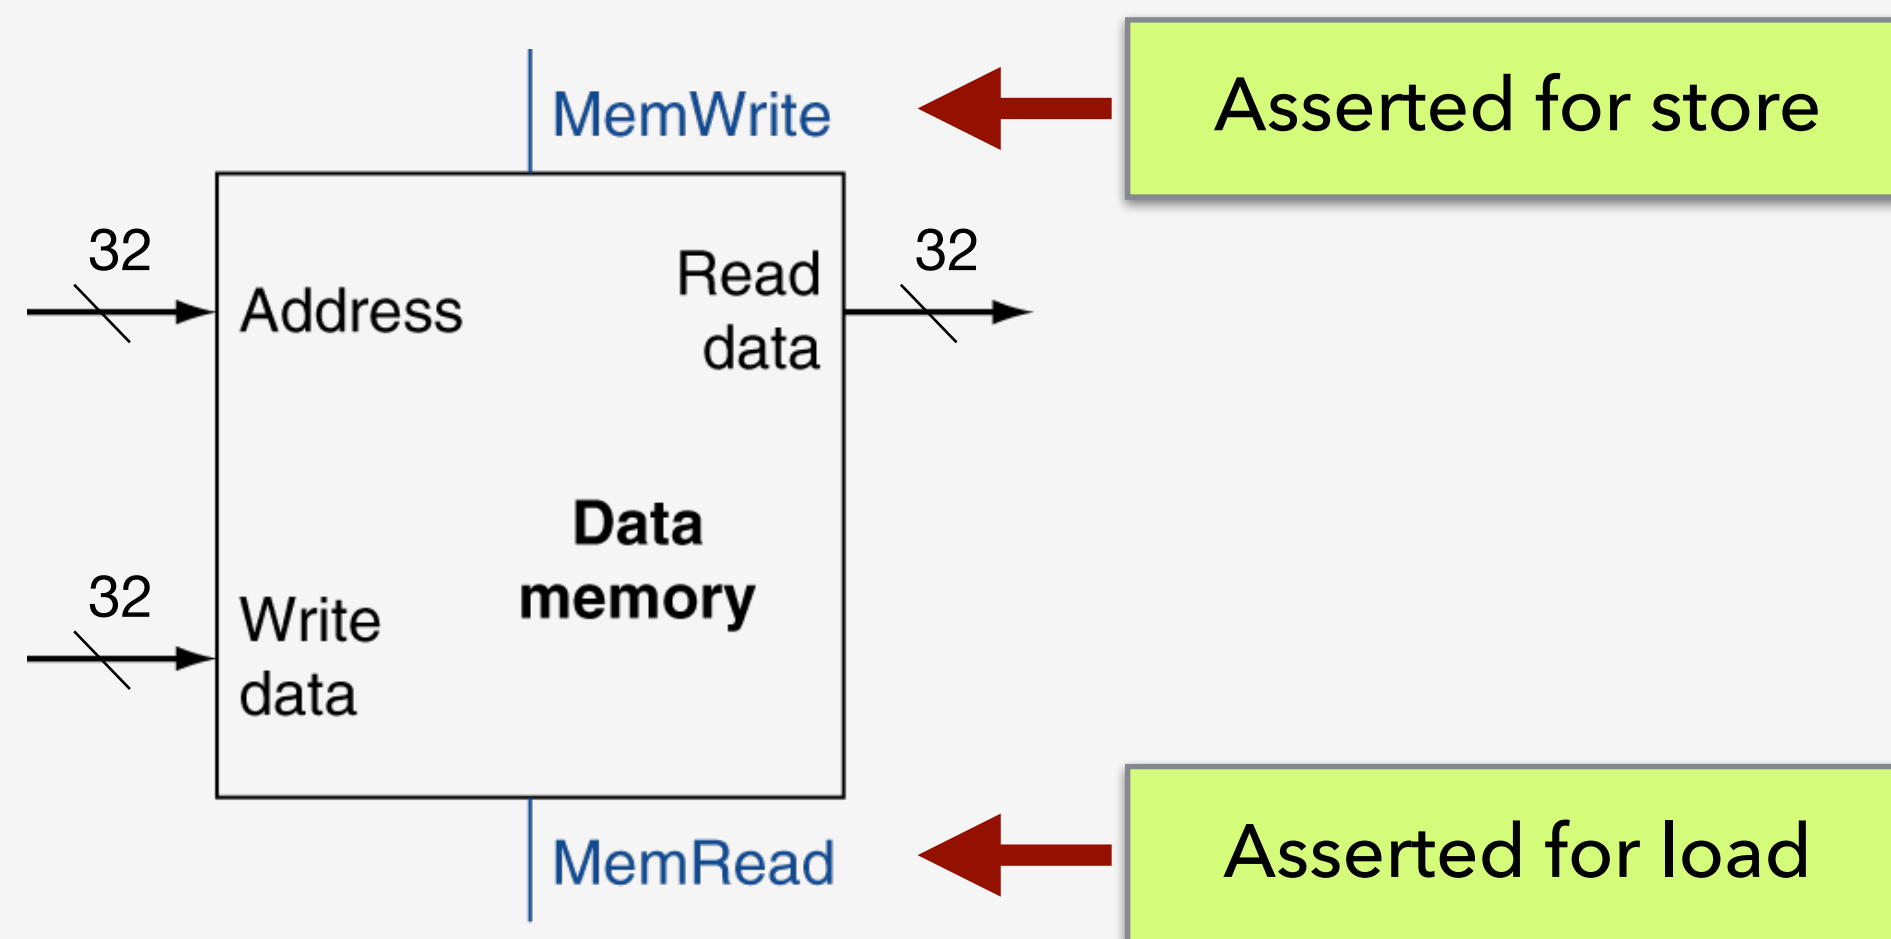 MemWrite
Asserted for store
32
Address
Read
data
32
Data
memory
32
Write
data
MemRead
Asserted for load